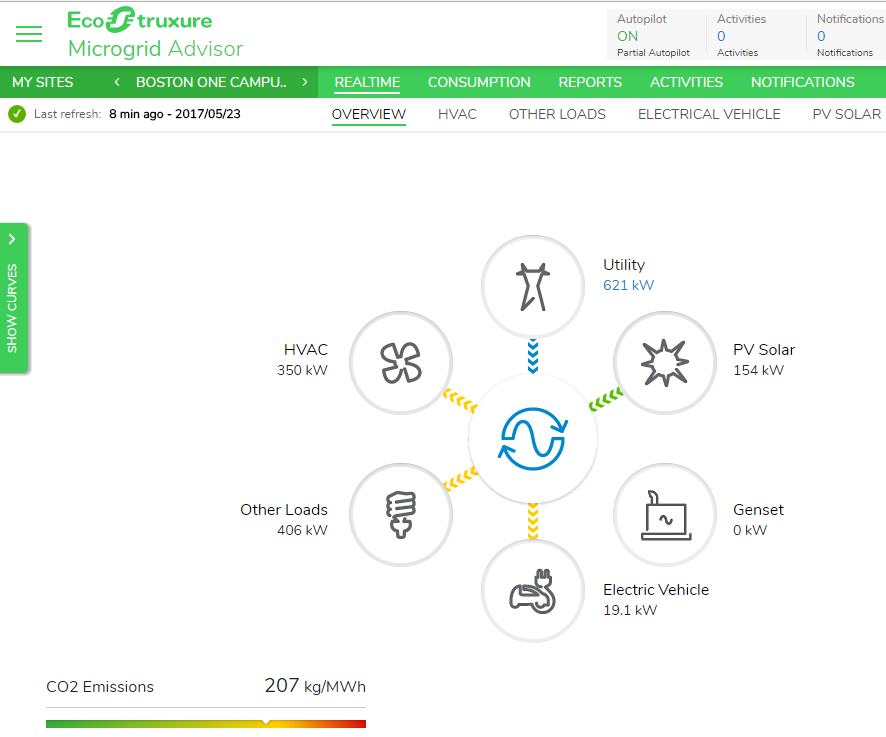 EcoStruxure
Microgrid Advisor
Autopilot
ON
Partial Autopilot
Activities
0
Activities
Notifications
0
Notifications
MY SITES < BOSTON ONE CAMPU.. > REALTIME CONSUMPTION REPORTS ACTIVITIES NOTIFICATIONS
Last refresh: 8 min ago - 2017/05/23 OVERVIEW HVAC OTHER LOADS ELECTRICAL VEHICLE PV SOLAR
SHOW CURVES
Utility
621 kW
HVAC
350 kW
PV Solar
154 kW
Other Loads
406 kW
Genset
0 kW
Electric Vehicle
19.1 kW
CO2 Emissions 207 kg/MWh